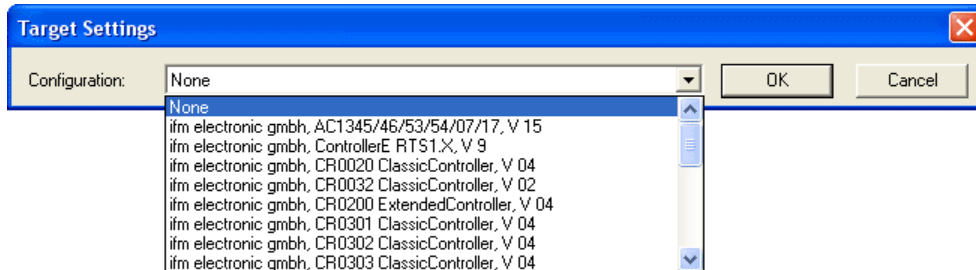 Target Settings
Configuration: None OK Cancel
None
ifm electronic gmbh, AC1345/46/53/54/07/17, V 15
ifm electronic gmbh, ControllerE RTS1.X, V 9
ifm electronic gmbh, CR0020 ClassicController, V 04
ifm electronic gmbh, CR0032 ClassicController, V 02
ifm electronic gmbh, CR0200 ExtendedController, V 04
ifm electronic gmbh, CR0301 ClassicController, V 04
ifm electronic gmbh, CR0302 ClassicController, V 04
ifm electronic gmbh, CR0303 ClassicController, V 04